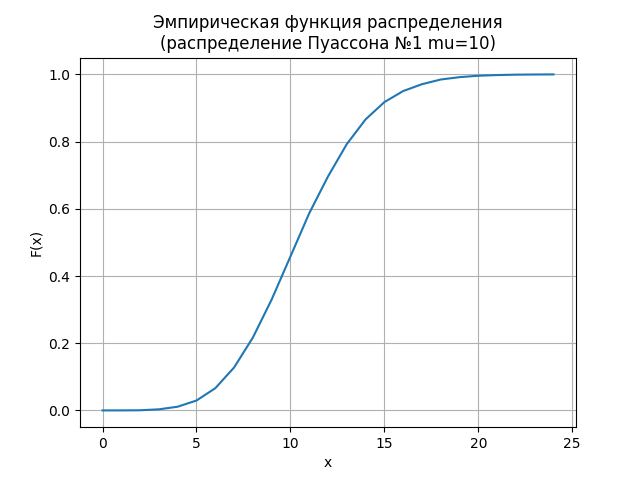 Эмпирическая функция распределения
(распределение Пуассона №1 mu=10)
1.0
0.8
0.6
0.4
0.2
0.0
F(x)
0 5 10 15 20 25
x